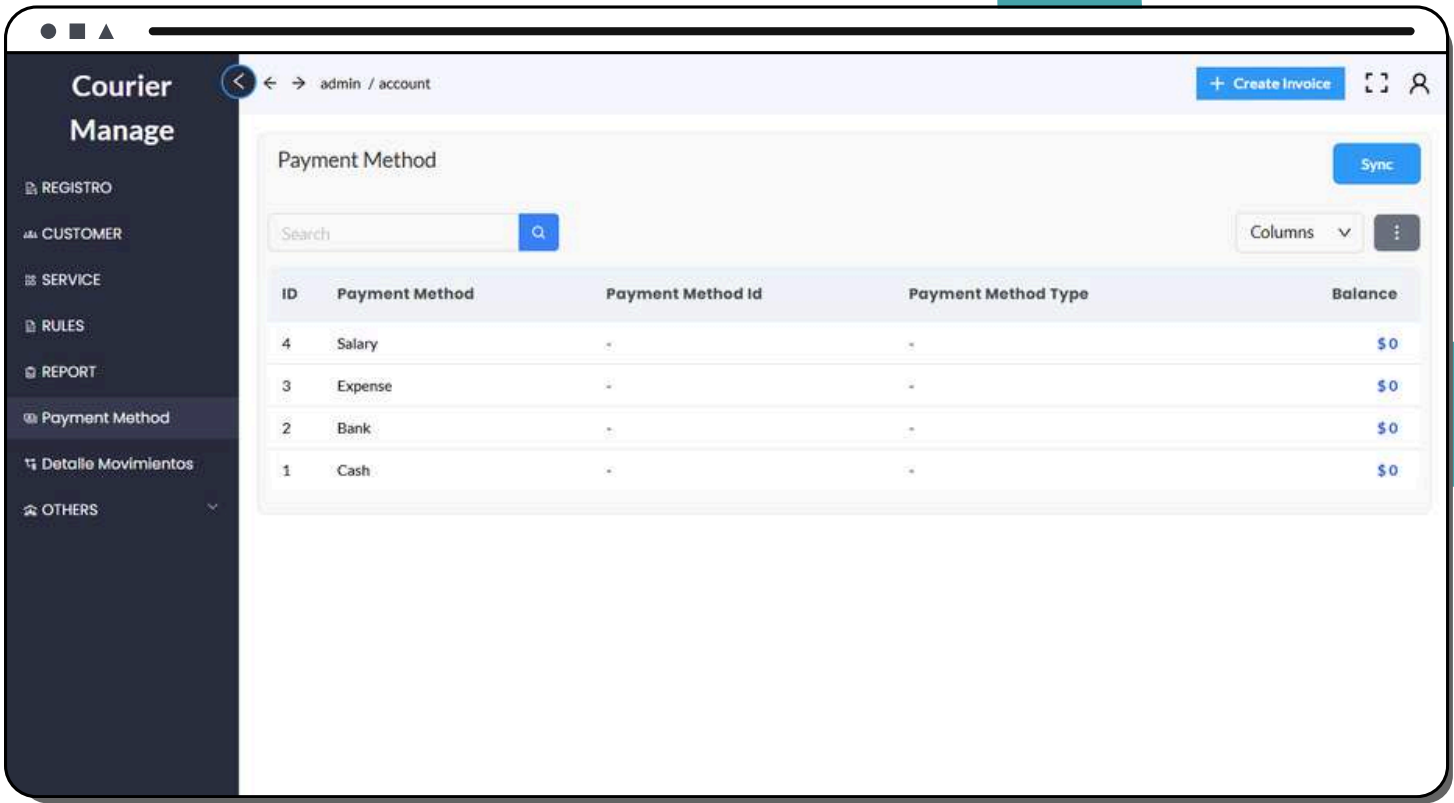 Courier
Manage
admin / account
+ Create Invoice
REGISTRO
CUSTOMER
SERVICE
RULES
REPORT
Payment Method
Detalle Movimientos
OTHERS
Payment Method
Sync
Search
Columns
ID Payment Method Payment Method Id Payment Method Type Balance
4 Salary - - $ 0
3 Expense - - $ 0
2 Bank - - $ 0
1 Cash - - $ 0